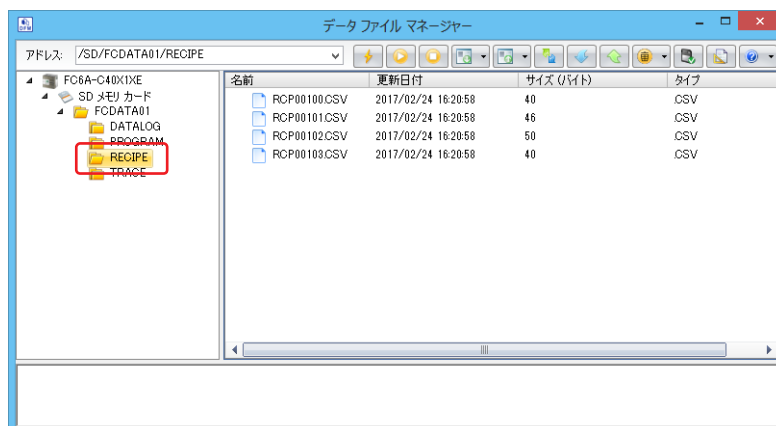 データ ファイル マネージャー
アドレス: /SD/FCDATA01/RECIPE
FC6A-C40X1XE
SD メモリ カード
FCDATA01
DATALOG
PROGRAM
RECIPE
TRACE
名前 更新日付 サイズ (バイト) タイプ
RCP00100.CSV 2017/02/24 16:20:58 40 .CSV
RCP00101.CSV 2017/02/24 16:20:58 46 .CSV
RCP00102.CSV 2017/02/24 16:20:58 50 .CSV
RCP00103.CSV 2017/02/24 16:20:58 40 .CSV